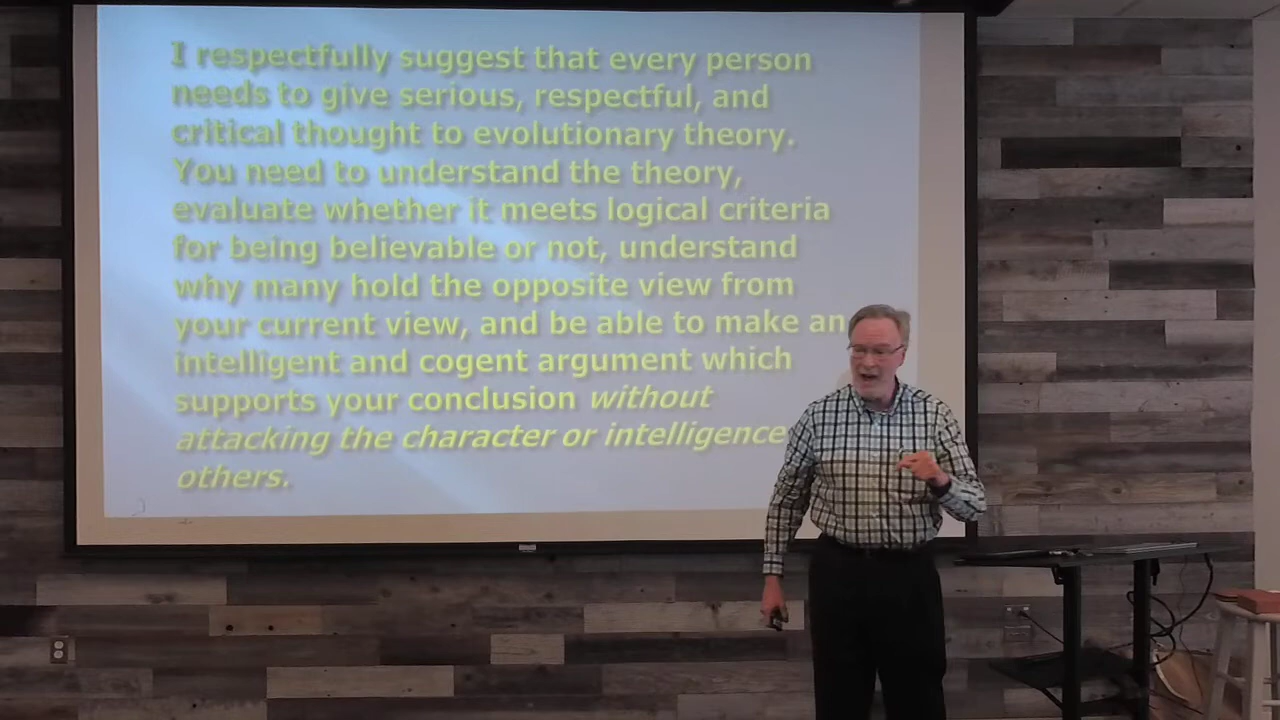 I respectfully suggest that every person
needs to give serious, respectful, and
critical thought to evolutionary theory.
You need to understand the theory,
evaluate whether it meets logical criteria
for being believable or not, understand
why many hold the opposite view from
your current view, and be able to make an
intelligent and cogent argument which
supports your conclusion without
attacking the character or intelligence
others.